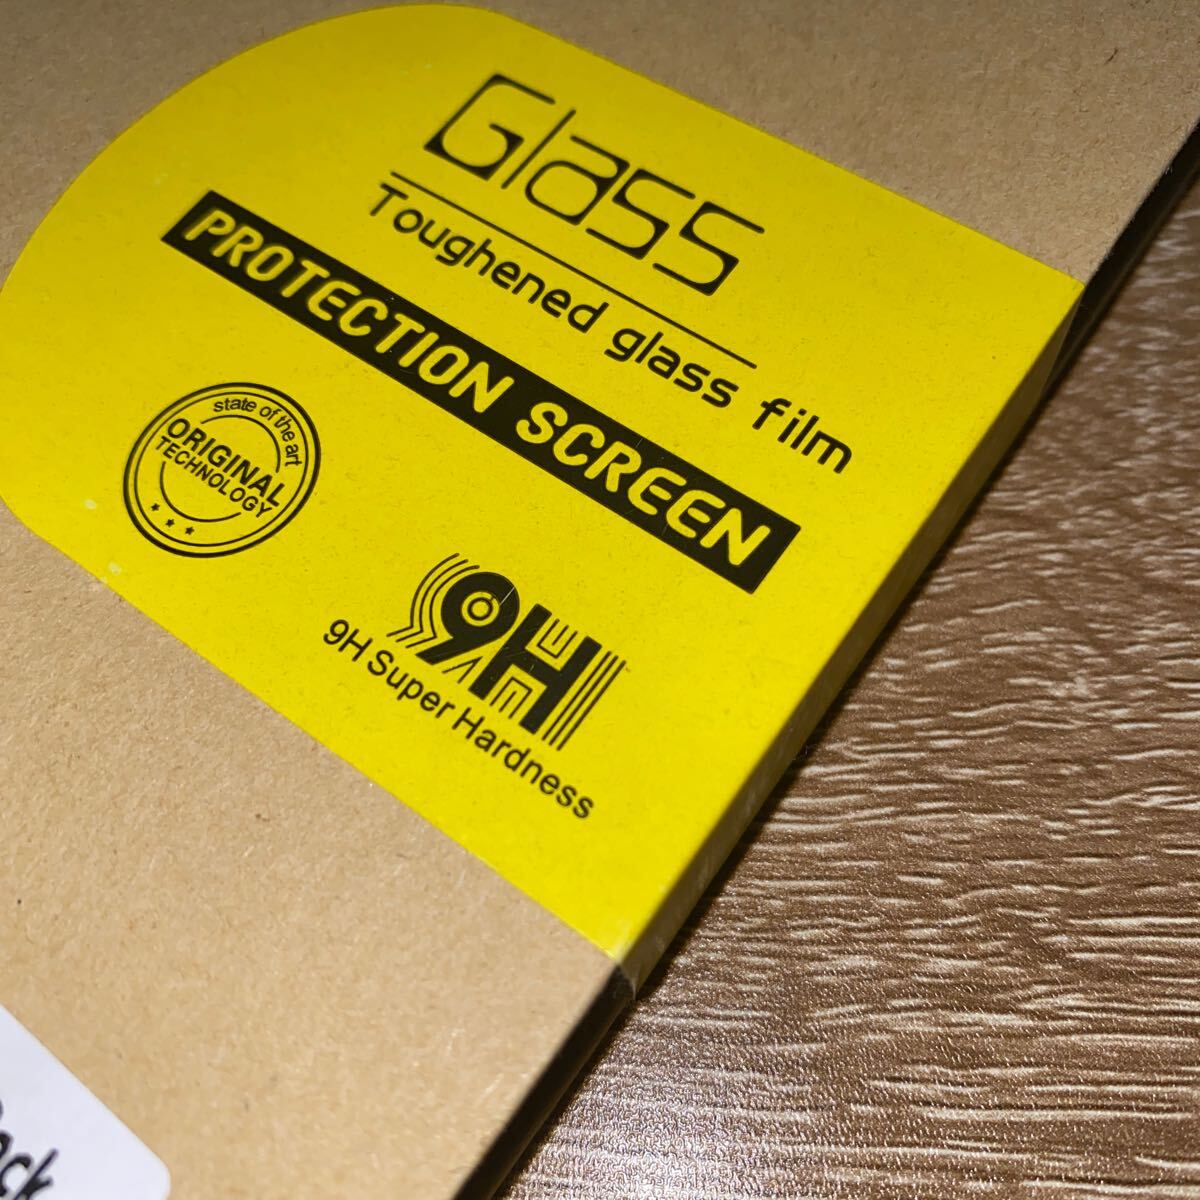 Glass
Toughened glass film
PROTECTION SCREEN
state of the art
ORIGINAL
TECHNOLOGY
9H
9H Super Hardness